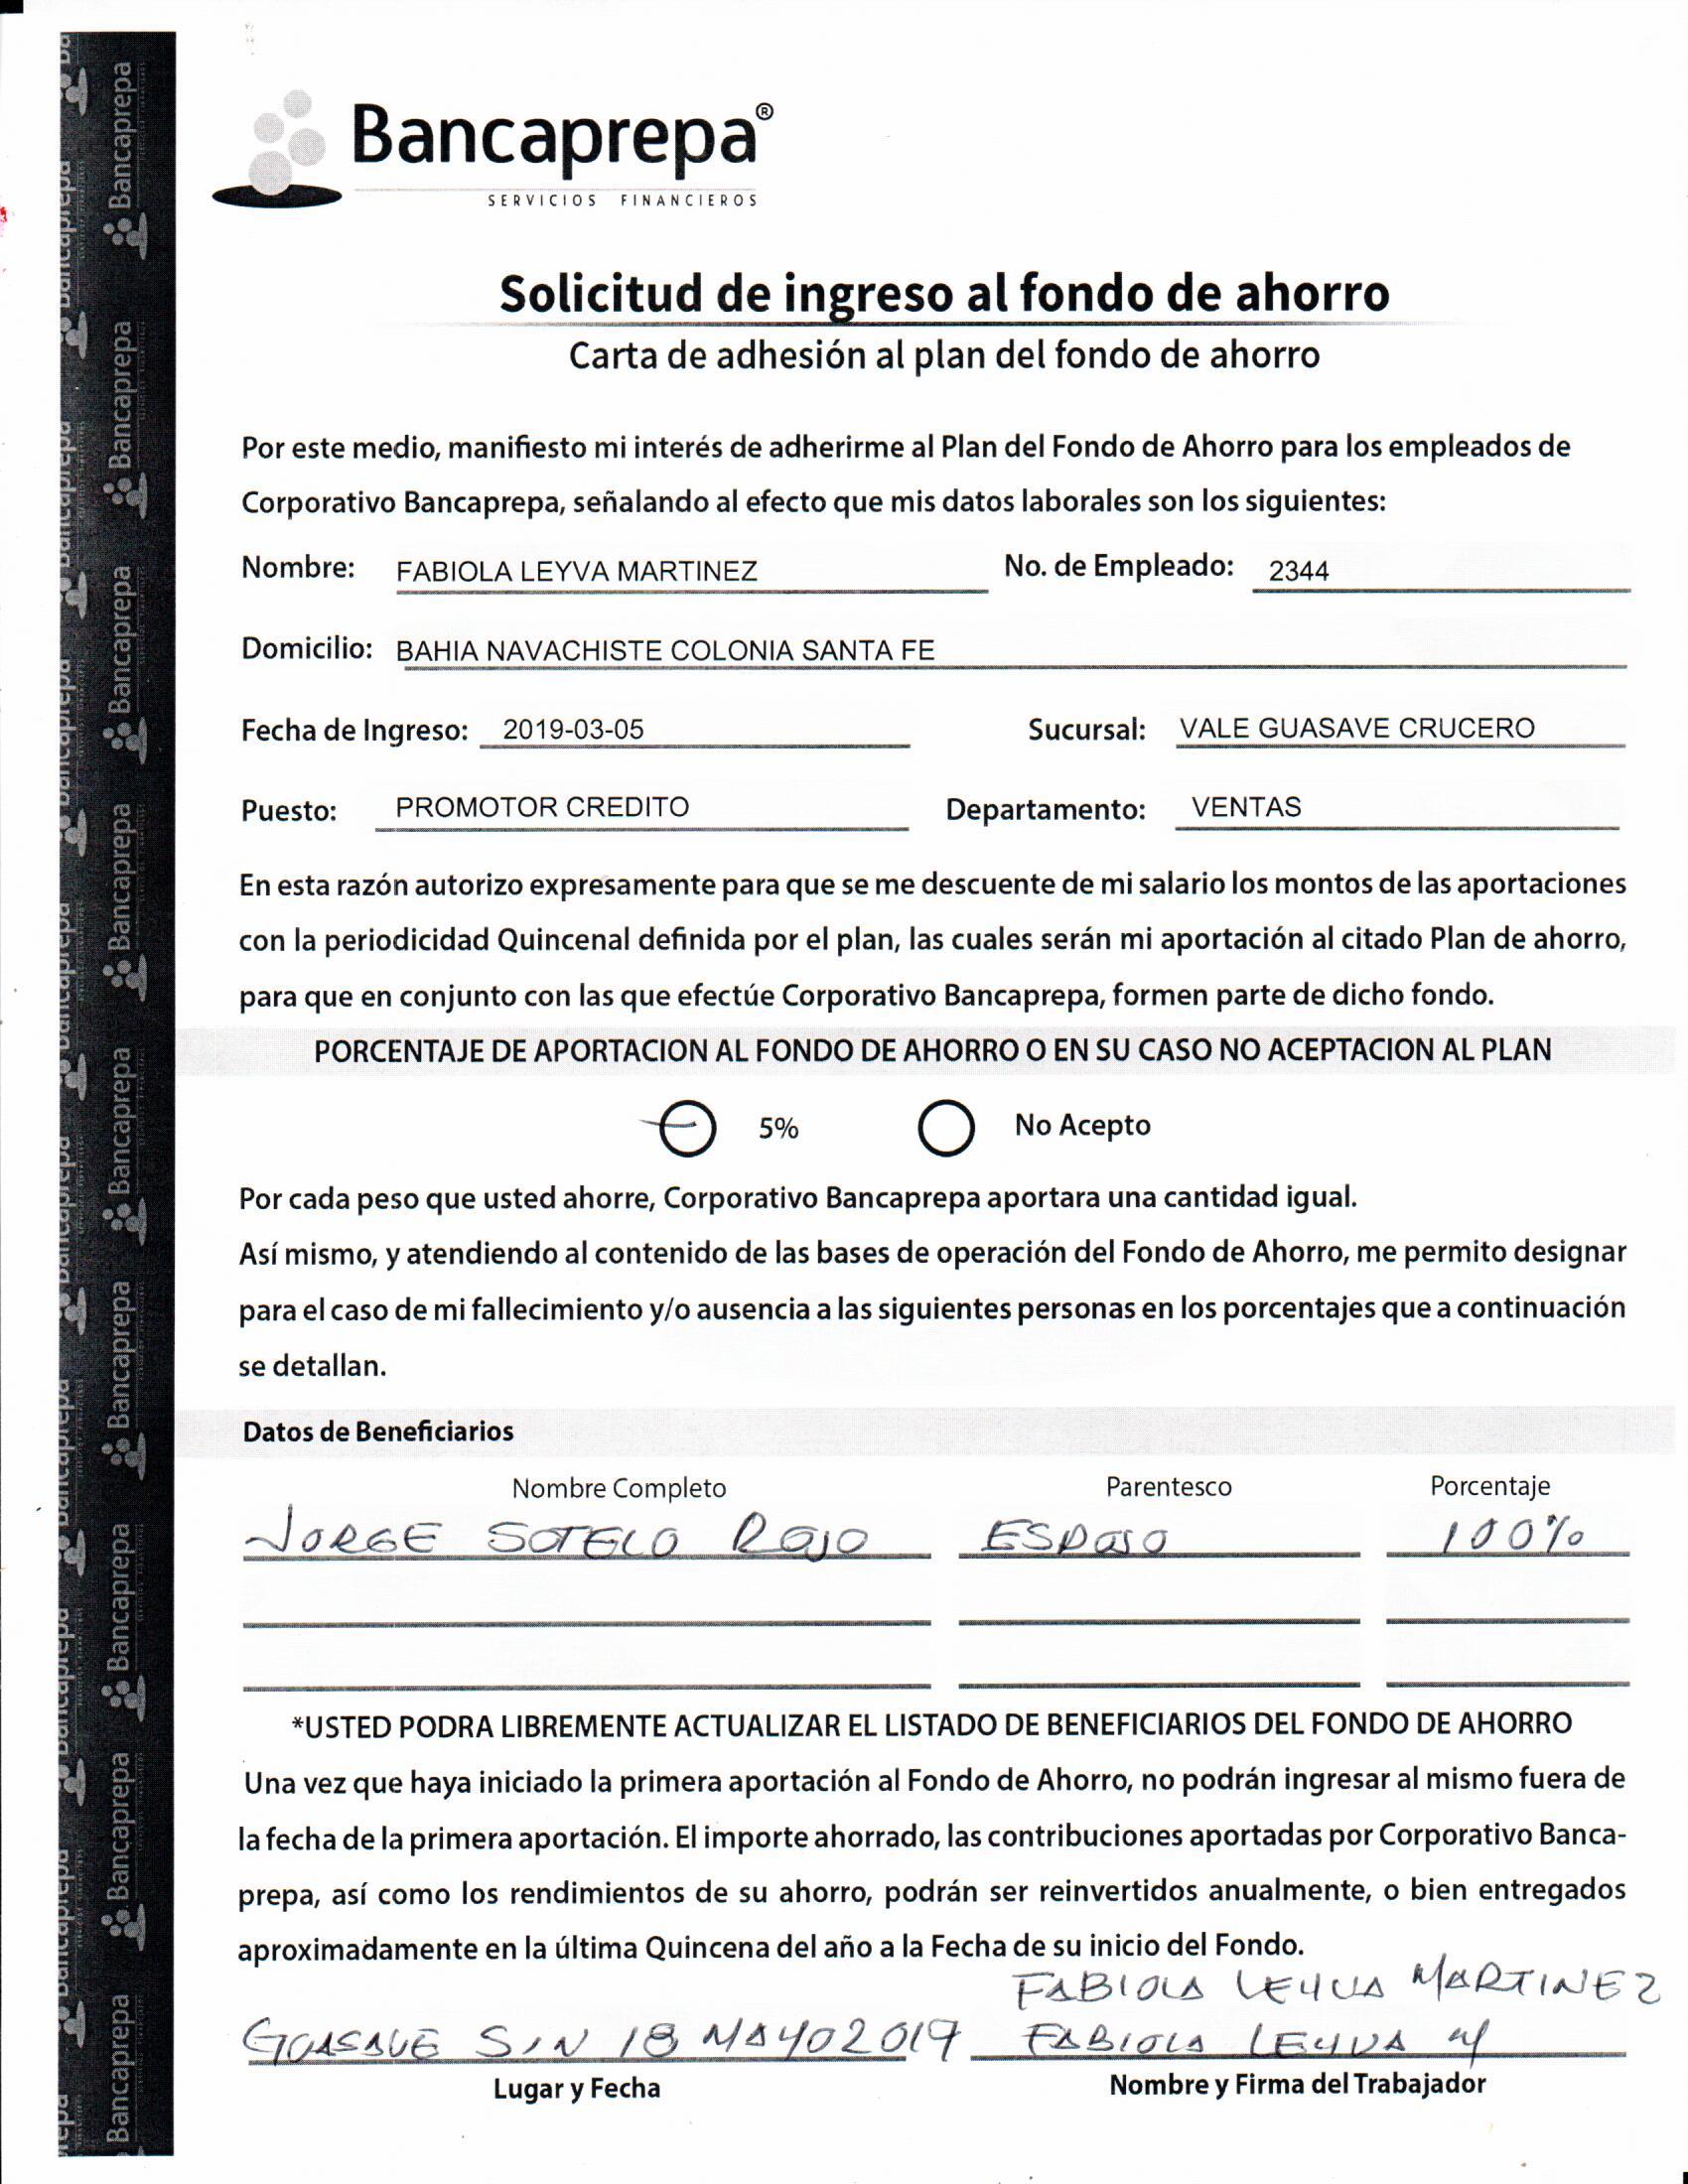 Bancaprepa®
SERVICIOS FINANCIEROS
Solicitud de ingreso al fondo de ahorro
Carta de adhesión al plan del fondo de ahorro
Por este medio, manifiesto mi interés de adherirme al Plan del Fondo de Ahorro para los empleados de
Corporativo Bancaprepa, señalando al efecto que mis datos laborales son los siguientes:
Nombre: FABIOLA LEYVA MARTINEZ No. de Empleado: 2344
Domicilio: BAHIA NAVACHISTE COLONIA SANTA FE
Fecha de Ingreso: 2019-03-05 Sucursal: VALE GUASAVE CRUCERO
Puesto: PROMOTOR CREDITO Departamento: VENTAS
En esta razón autorizo expresamente para que se me descuente de mi salario los montos de las aportaciones
con la periodicidad Quincenal definida por el plan, las cuales serán mi aportación al citado Plan de ahorro,
para que en conjunto con las que efectúe Corporativo Bancaprepa, formen parte de dicho fondo.
PORCENTAJE DE APORTACION AL FONDO DE AHORRO O EN SU CASO NO ACEPTACION AL PLAN
5% No Acepto
Por cada peso que usted ahorre, Corporativo Bancaprepa aportara una cantidad igual.
Así mismo, y atendiendo al contenido de las bases de operación del Fondo de Ahorro, me permito designar
para el caso de mi fallecimiento y/o ausencia a las siguientes personas en los porcentajes que a continuación
se detallan.
Datos de Beneficiarios
Nombre Completo Parentesco Porcentaje
JORGE SOTELO ROJO ESPOSO 100%
*USTED PODRA LIBREMENTE ACTUALIZAR EL LISTADO DE BENEFICIARIOS DEL FONDO DE AHORRO
Una vez que haya iniciado la primera aportación al Fondo de Ahorro, no podrán ingresar al mismo fuera de
la fecha de la primera aportación. El importe ahorrado, las contribuciones aportadas por Corporativo Banca-
prepa, así como los rendimientos de su ahorro, podrán ser reinvertidos anualmente, o bien entregados
aproximadamente en la última Quincena del año a la Fecha de su inicio del Fondo.
FABIOLA LEYVA MARTINEZ
GUASAVE SIN 18 MAYO 2019 FABIOLA LEYVA M
Lugar y Fecha Nombre y Firma del Trabajador